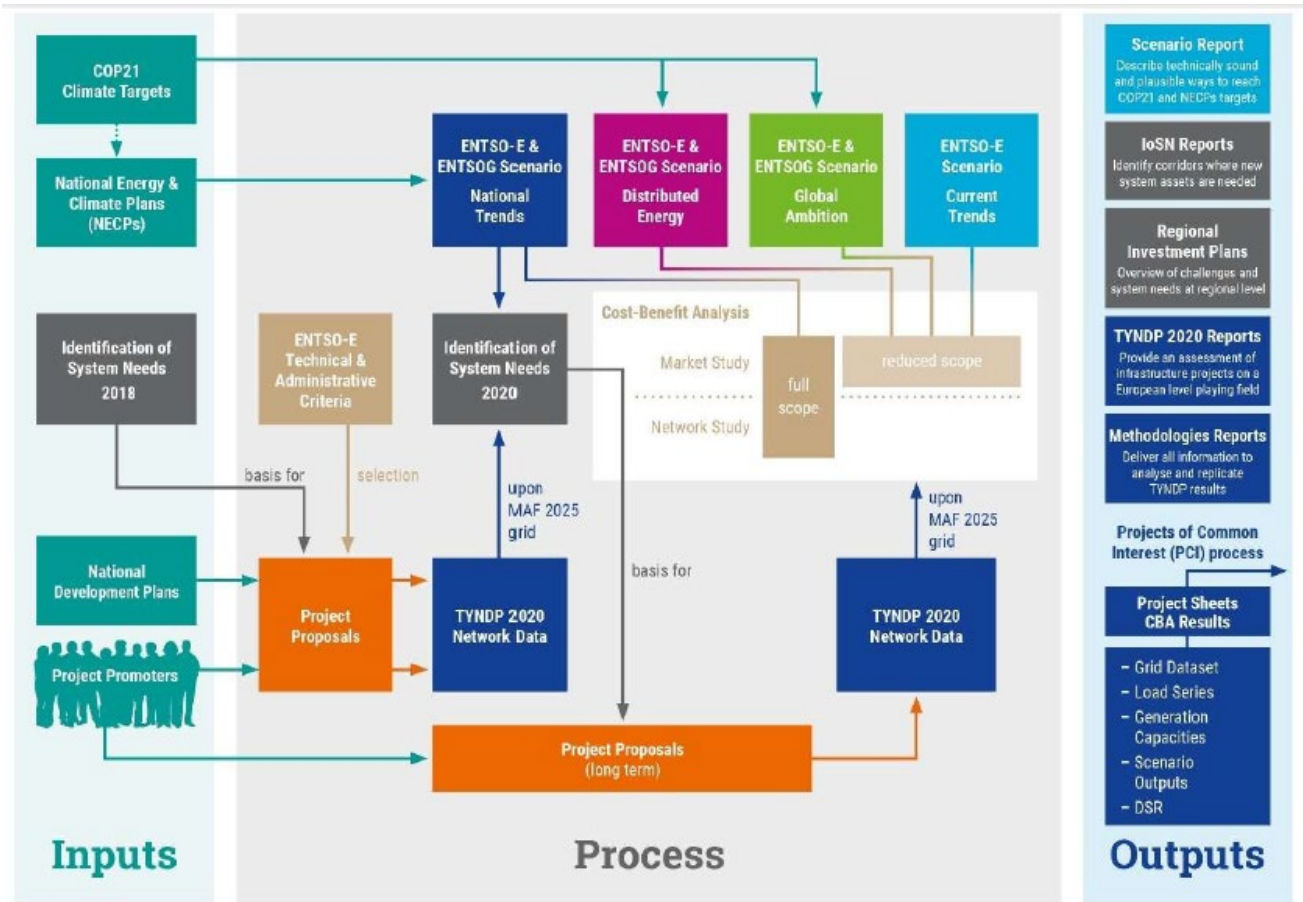 COP21
Climate Targets
National Energy &
Climate Plans
(NECPs)
Identification of
System Needs
2018
National
Development Plans
Project Promoters
Inputs
ENTSO-E &
ENTSOG Scenario
National
Trends
ENTSO-E &
ENTSOG Scenario
Distributed
Energy
ENTSO-E &
ENTSOG Scenario
Global
Ambition
ENTSO-E
Scenario
Current
Trends
ENTSO-E
Technical &
Administrative
Criteria
Identification of
System Needs
2020
Cost-Benefit Analysis
Market Study
Network Study
full
scope
reduced scope
basis for
selection
upon
MAF 2025
grid
basis for
upon
MAF 2025
grid
Project
Proposals
TYNDP 2020
Network Data
TYNDP 2020
Network Data
Project Proposals
(long term)
Process
Scenario Report
Describe technically sound
and plausible ways to reach
COP21 and NECPs targets
IoSN Reports
Identify corridors where new
system assets are needed
Regional
Investment Plans
Overview of challenges and
system needs at regional level
TYNDP 2020 Reports
Provide an assessment of
infrastructure projects on a
European level playing field
Methodologies Reports
Deliver all information to
analyse and replicate
TYNDP results
Projects of Common
Interest (PCI) process
Project Sheets
CBA Results
– Grid Dataset
– Load Series
– Generation
Capacities
– Scenario
Outputs
– DSR
Outputs